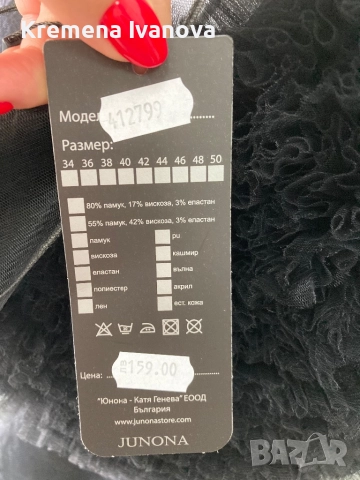 Kremena Ivanova
Модел 412799
Размер:
34 36 38 40 42 44 46 48 50
80% памук, 17% вискоза, 3% еластан
55% памук, 42% вискоза, 3% еластан
памук
вискоза
еластан
полиестер
лен
pu
кашмир
вълна
акрил
ест. кожа
Цена: 159.00
"Юнона - Катя Генева" ЕООД
България
www.junonastore.com
JUNONA
BAZAR
bg